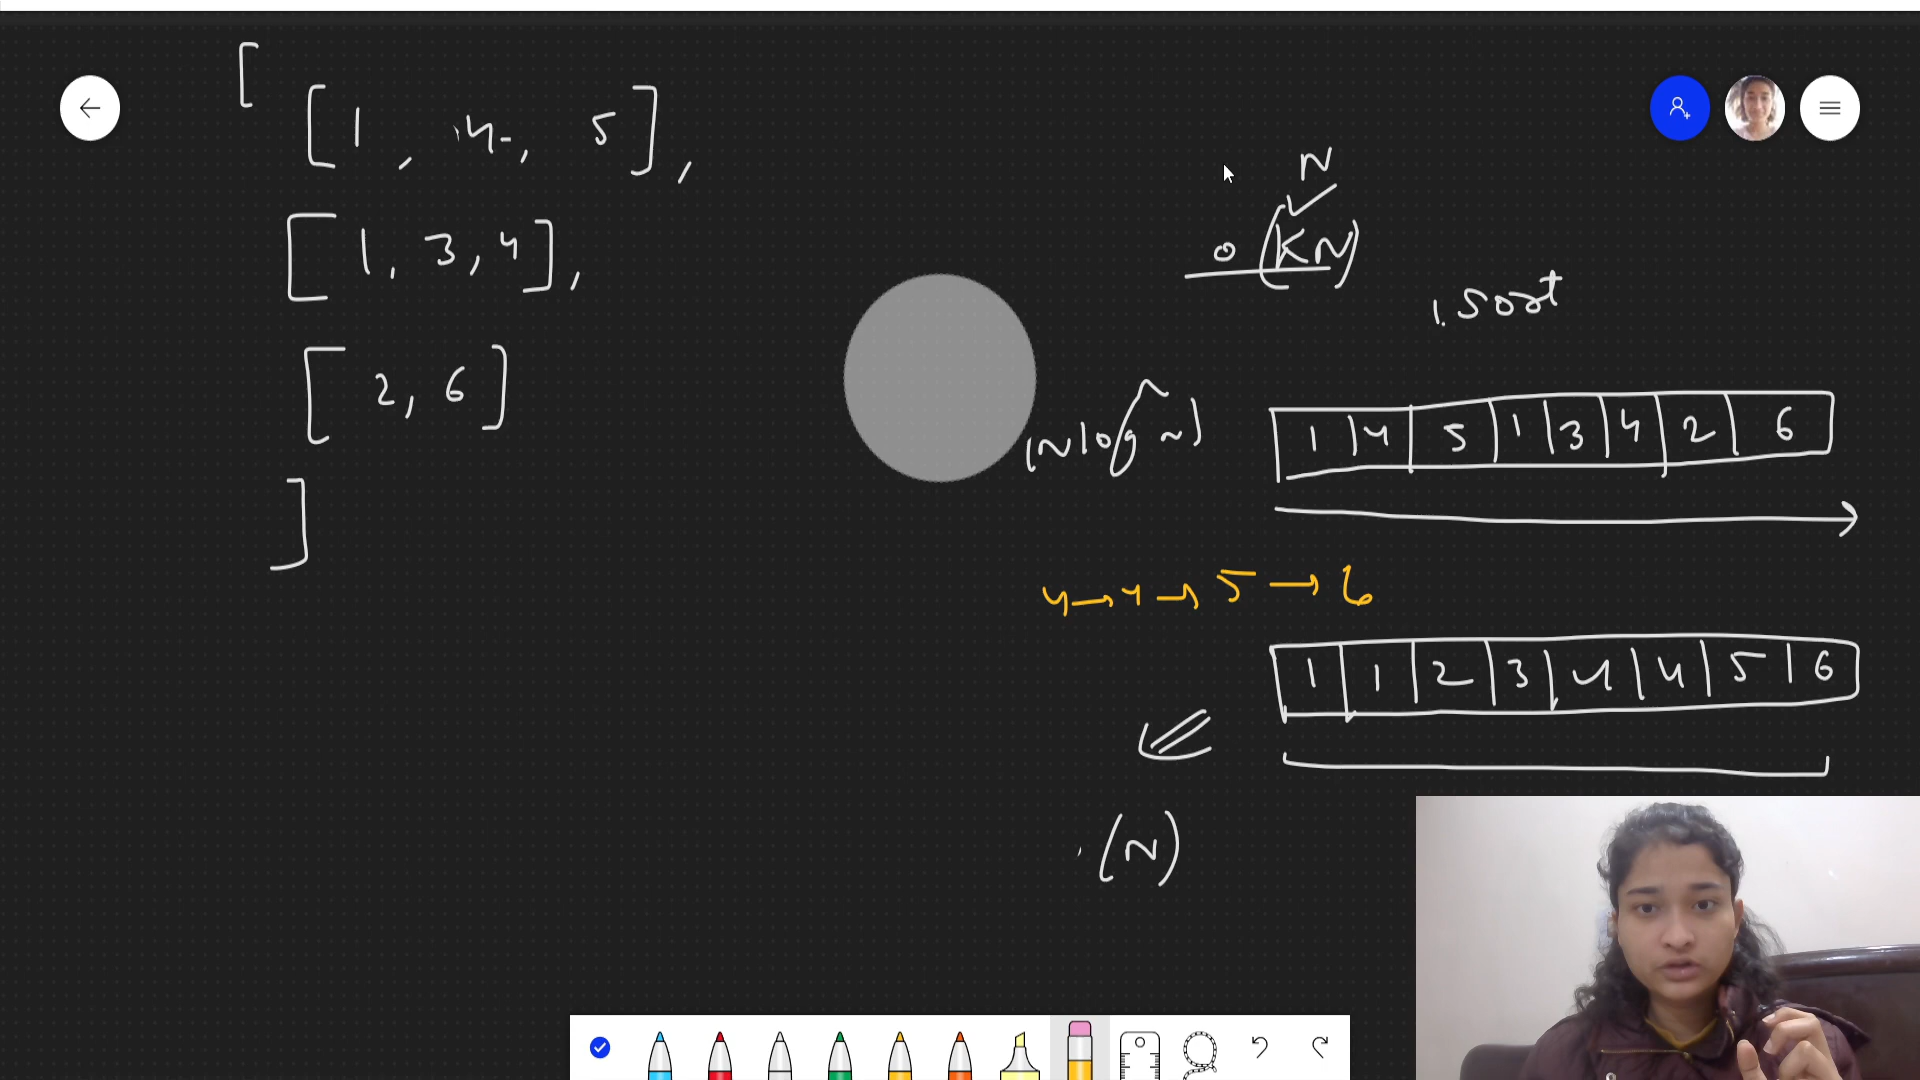 [
[1, 4, 5],
[1, 3, 4],
[2, 6]
]
N
O(KN)
1. Sort
(N log N)
1 4 5 1 3 4 2 6
4→4→5→6
1 1 2 3 4 4 5 6
(N)